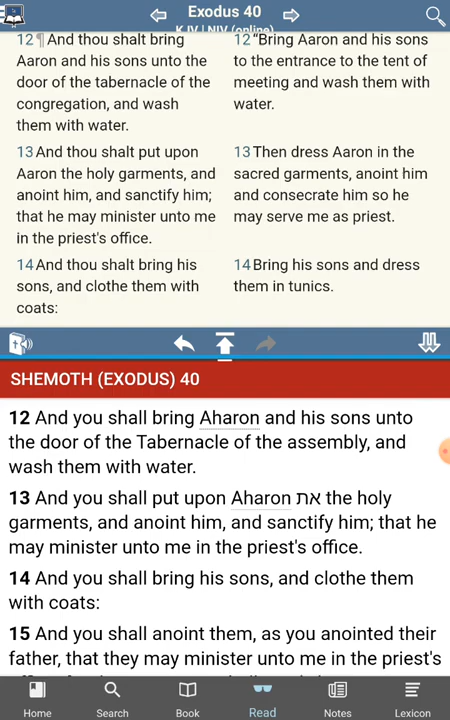 Exodus 40
KJV | NIV (online)
12¶ And thou shalt bring
Aaron and his sons unto the
door of the tabernacle of the
congregation, and wash
them with water.
12 “Bring Aaron and his sons
to the entrance to the tent of
meeting and wash them with
water.
13 And thou shalt put upon
Aaron the holy garments, and
anoint him, and sanctify him;
that he may minister unto me
in the priest's office.
13 Then dress Aaron in the
sacred garments, anoint him
and consecrate him so he
may serve me as priest.
14 And thou shalt bring his
sons, and clothe them with
coats:
14 Bring his sons and dress
them in tunics.
SHEMOTH (EXODUS) 40
12 And you shall bring Aharon and his sons unto
the door of the Tabernacle of the assembly, and
wash them with water.
13 And you shall put upon Aharon את the holy
garments, and anoint him, and sanctify him; that he
may minister unto me in the priest's office.
14 And you shall bring his sons, and clothe them
with coats:
15 And you shall anoint them, as you anointed their
father, that they may minister unto me in the priest's
Home
Search
Book
Read
Notes
Lexicon